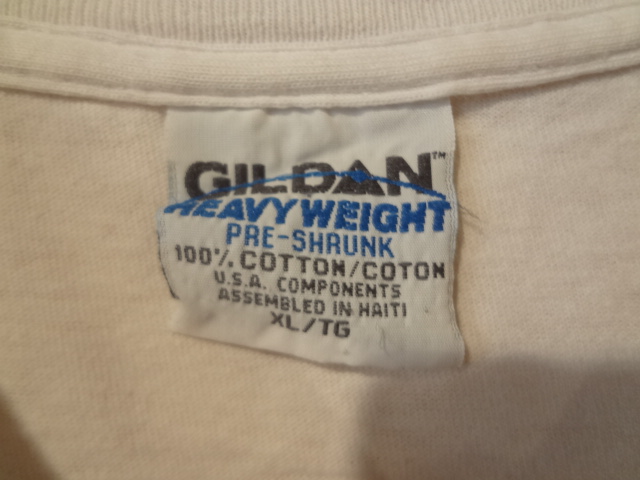 GILDAN™
HEAVYWEIGHT
PRE-SHRUNK
100% COTTON/COTON
U.S.A. COMPONENTS
ASSEMBLED IN HAITI
XL/TG